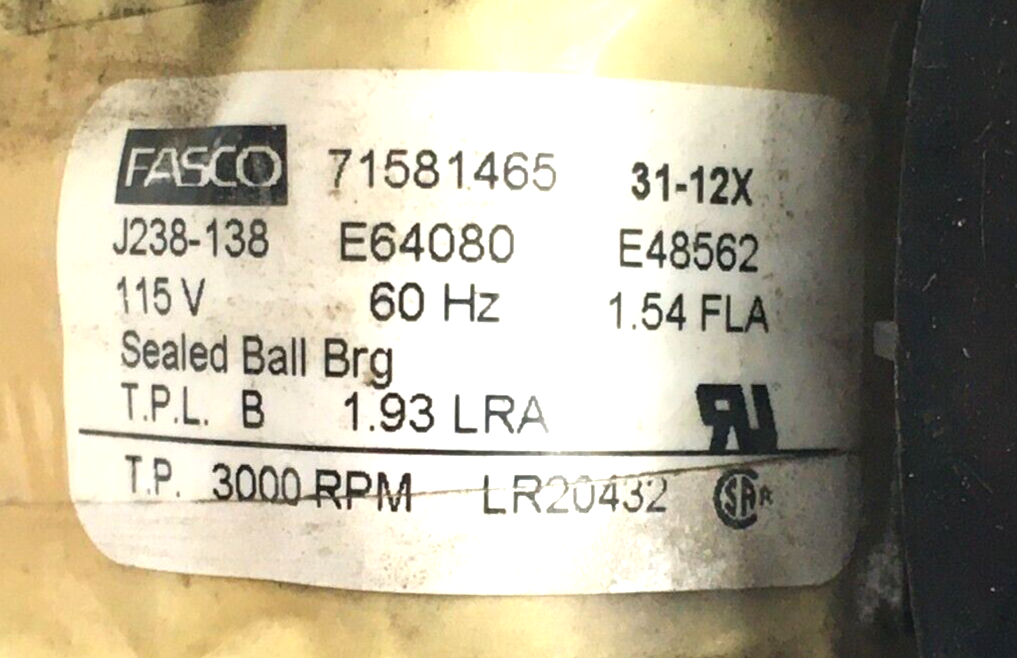 FASCO 71581465 31-12X
J238-138 E64080 E48562
115 V 60 Hz 1.54 FLA
Sealed Ball Brg
T.P.L. B 1.93 LRA
T.P. 3000 RPM LR20432